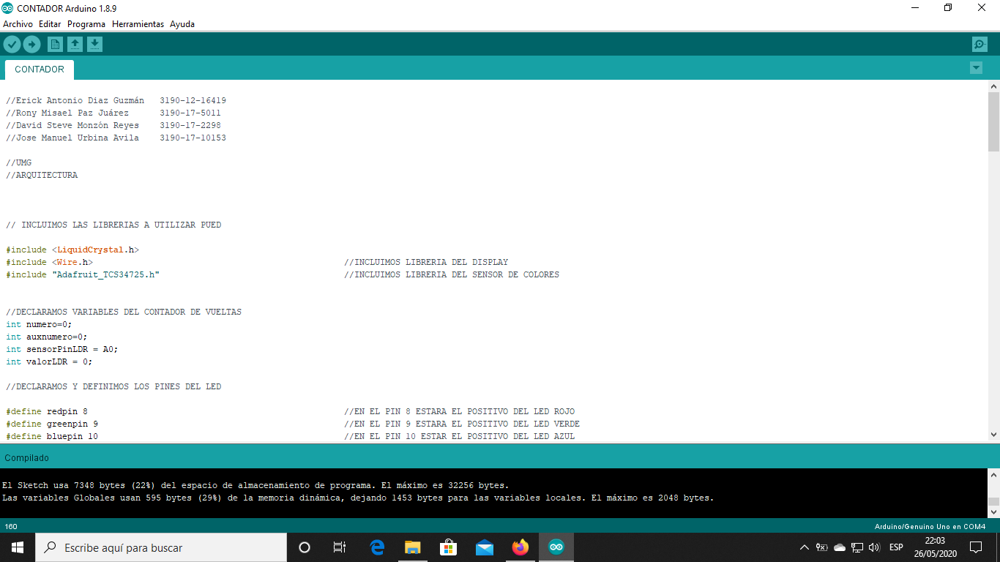 CONTADOR Arduino 1.8.9
Archivo Editar Programa Herramientas Ayuda
CONTADOR
//Erick Antonio Diaz Guzmán 3190-12-16419
//Rony Misael Paz Juárez 3190-17-5011
//David Steve Monzón Reyes 3190-17-2298
//Jose Manuel Urbina Avila 3190-17-10153
//UMG
//ARQUITECTURA
// INCLUIMOS LAS LIBRERIAS A UTILIZAR PUED
#include <LiquidCrystal.h>
#include <Wire.h> //INCLUIMOS LIBRERIA DEL DISPLAY
#include "Adafruit_TCS34725.h" //INCLUIMOS LIBRERIA DEL SENSOR DE COLORES
//DECLARAMOS VARIABLES DEL CONTADOR DE VUELTAS
int numero=0;
int auxnumero=0;
int sensorPinLDR = A0;
int valorLDR = 0;
//DECLARAMOS Y DEFINIMOS LOS PINES DEL LED
#define redpin 8 //EN EL PIN 8 ESTARA EL POSITIVO DEL LED ROJO
#define greenpin 9 //EN EL PIN 9 ESTARA EL POSITIVO DEL LED VERDE
#define bluepin 10 //EN EL PIN 10 ESTAR EL POSITIVO DEL LED AZUL
Compilado
El Sketch usa 7348 bytes (22%) del espacio de almacenamiento de programa. El máximo es 32256 bytes.
Las variables Globales usan 595 bytes (29%) de la memoria dinámica, dejando 1453 bytes para las variables locales. El máximo es 2048 bytes.
160 Arduino/Genuino Uno en COM4
Escribe aquí para buscar
ESP
22:03
26/05/2020